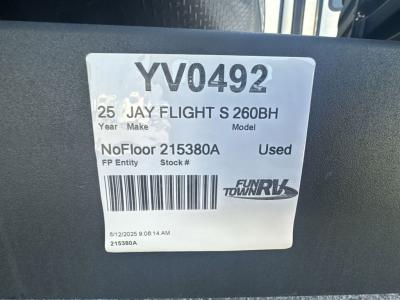 YV0492
25 JAY FLIGHT S 260BH
Year Make Model
NoFloor 215380A Used
FP Entity Stock #
FUN TOWN RV
6/12/2025 9:08:14 AM
215380A